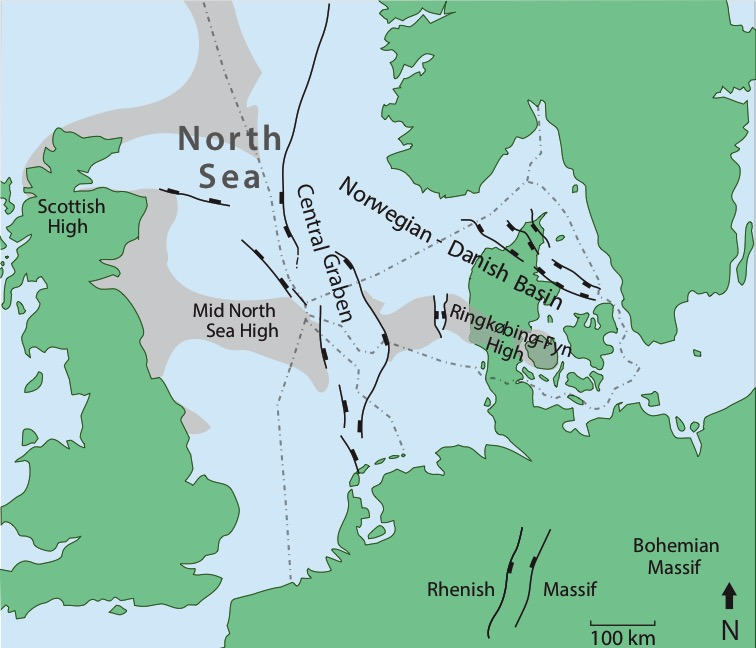 North
Sea
Scottish
High
Central Graben
Norwegian - Danish Basin
Mid North
Sea High
Ringkøbing-Fyn
High
Bohemian
Massif
Rhenish
Massif
N
100 km